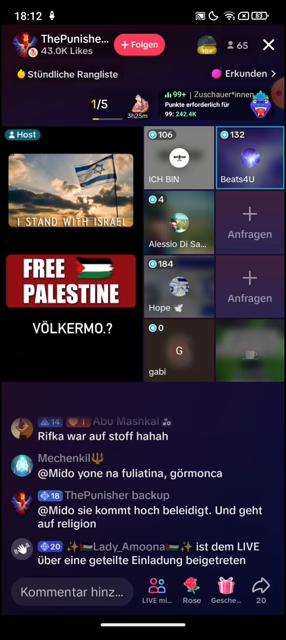 18:12
83
ThePunishe...
43.0K Likes
+ Folgen
10+
65
Stündliche Rangliste
Erkunden >
1/5
3h25m
99+ | Zuschauer*innen
Punkte erforderlich für
99: 242.4K
Host
I STAND WITH ISRAEL
FREE
PALESTINE
VÖLKERMO.?
106
ICH BIN
132
Beats4U
4
Alessio Di Sa...
Anfragen
184
Hope
Anfragen
0
G
gabi
14 1 Abu Mashkal
Rifka war auf stoff hahah
Mechenkil
@Mido yone na fuliatina, görmonca
18 ThePunisher backup
@Mido sie kommt hoch beleidigt. Und geht
auf religion
20 Lady_Amoona ist dem LIVE
über eine geteilte Einladung beigetreten
Kommentar hinz...
LIVE mi...
Rose
Gesche...
20